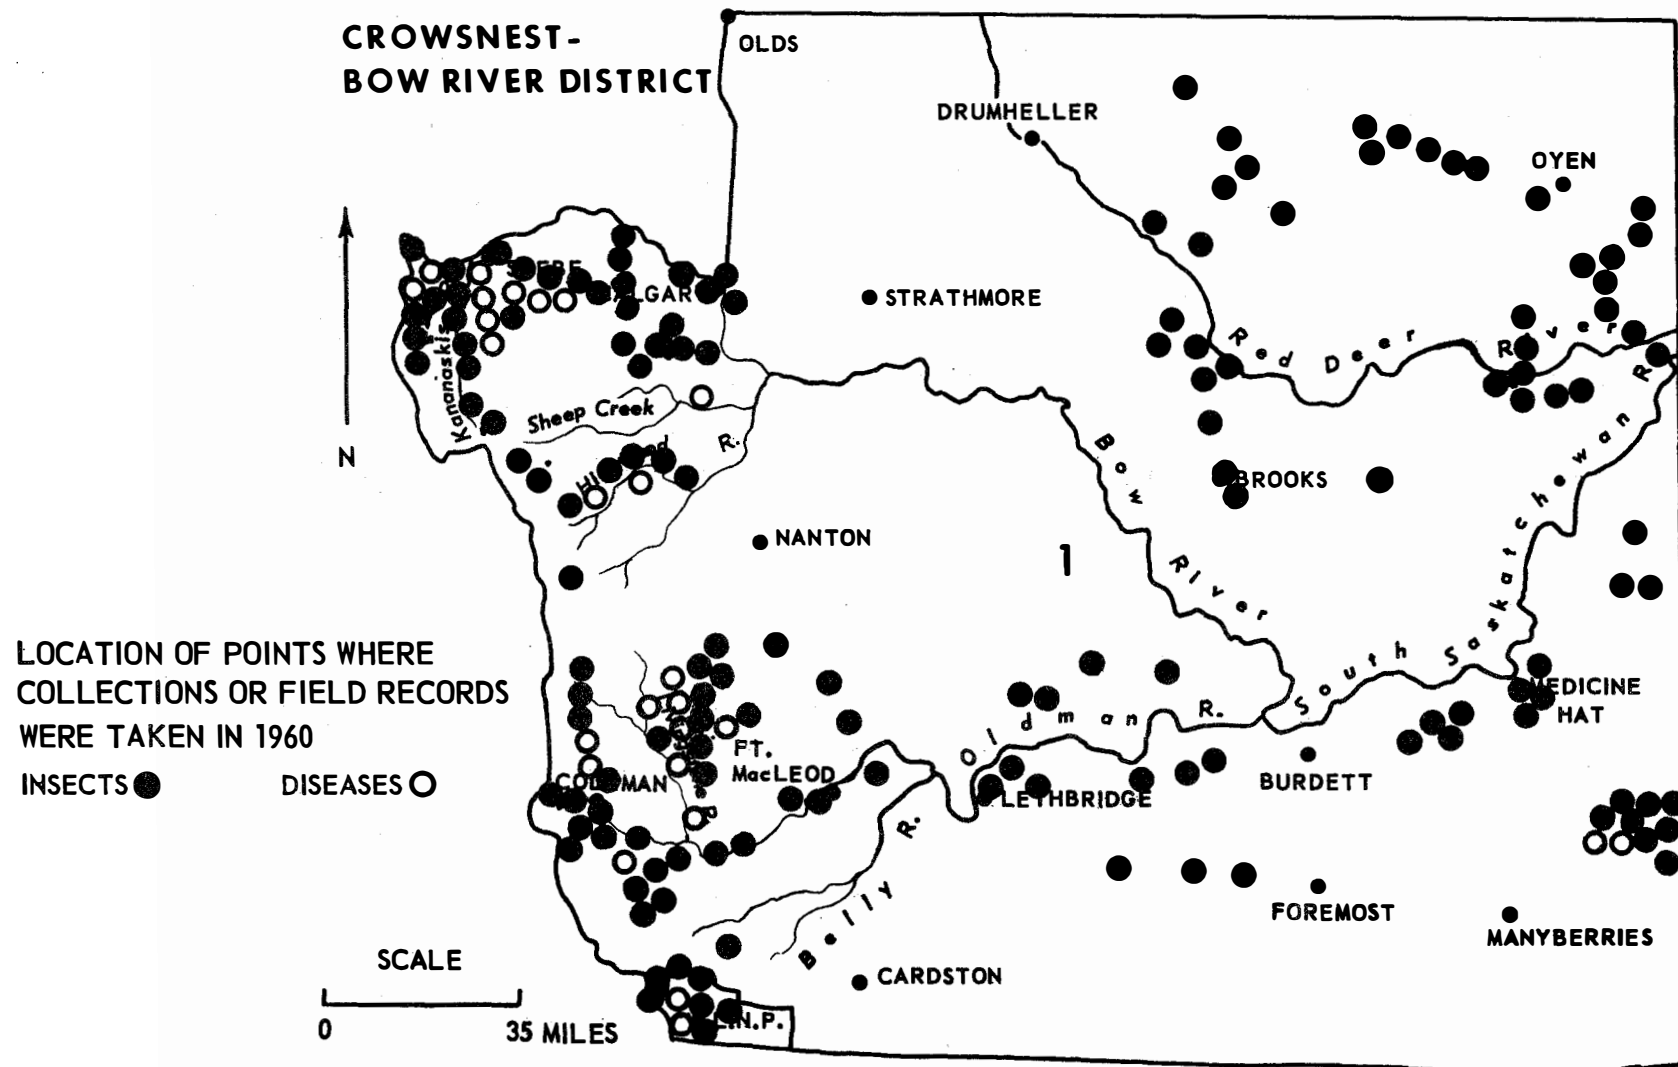 CROWSNEST-
BOW RIVER DISTRICT
OLDS
DRUMHELLER
OYEN
STRATHMORE
Red Deer River
Kananaskis
Sheep Creek
R.
N
BROOKS
Bow River
NANTON
1
South Saskatchewan R.
LOCATION OF POINTS WHERE
COLLECTIONS OR FIELD RECORDS
WERE TAKEN IN 1960
INSECTS
DISEASES
MEDICINE
HAT
Oldman R.
FT.
MacLEOD
BURDETT
LETHBRIDGE
FOREMOST
MANYBERRIES
Belly R.
CARDSTON
SCALE
0
35 MILES